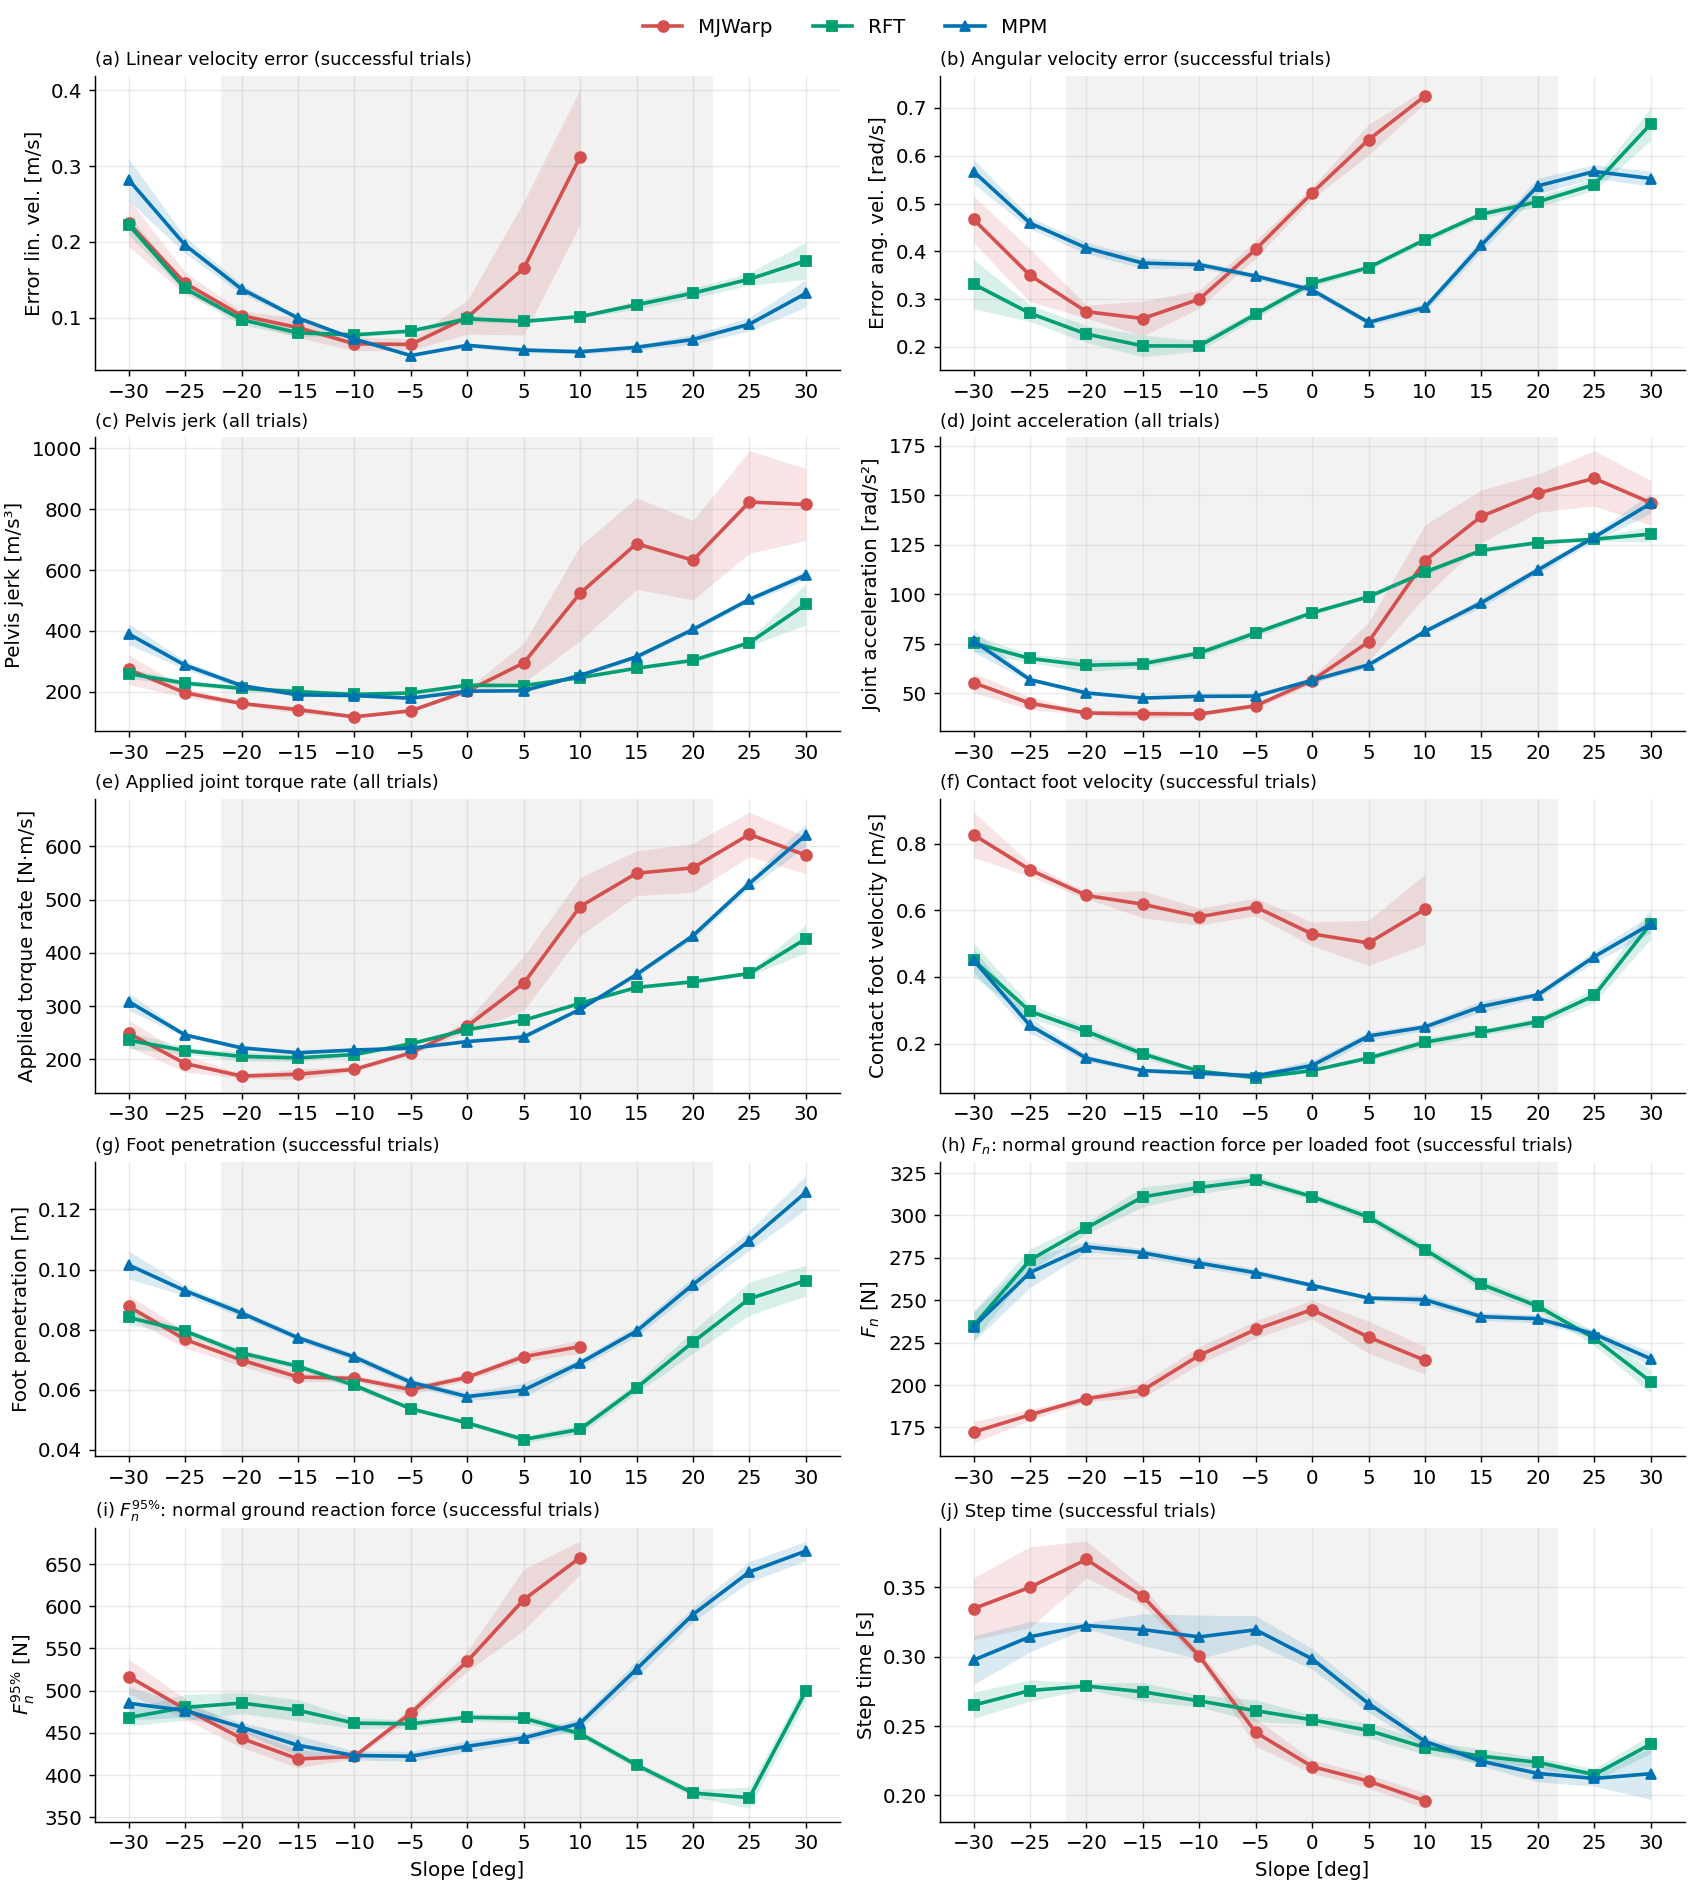 MJWarp RFT MPM
(a) Linear velocity error (successful trials)
Error lin. vel. [m/s]
0.4
0.3
0.2
0.1
−30 −25 −20 −15 −10 −5 0 5 10 15 20 25 30
(b) Angular velocity error (successful trials)
Error ang. vel. [rad/s]
0.7
0.6
0.5
0.4
0.3
0.2
−30 −25 −20 −15 −10 −5 0 5 10 15 20 25 30
(c) Pelvis jerk (all trials)
Pelvis jerk [m/s³]
1000
800
600
400
200
−30 −25 −20 −15 −10 −5 0 5 10 15 20 25 30
(d) Joint acceleration (all trials)
Joint acceleration [rad/s²]
175
150
125
100
75
50
−30 −25 −20 −15 −10 −5 0 5 10 15 20 25 30
(e) Applied joint torque rate (all trials)
Applied torque rate [N·m/s]
600
500
400
300
200
−30 −25 −20 −15 −10 −5 0 5 10 15 20 25 30
(f) Contact foot velocity (successful trials)
Contact foot velocity [m/s]
0.8
0.6
0.4
0.2
−30 −25 −20 −15 −10 −5 0 5 10 15 20 25 30
(g) Foot penetration (successful trials)
Foot penetration [m]
0.12
0.10
0.08
0.06
0.04
−30 −25 −20 −15 −10 −5 0 5 10 15 20 25 30
(h) Fₙ: normal ground reaction force per loaded foot (successful trials)
Fₙ [N]
325
300
275
250
225
200
175
−30 −25 −20 −15 −10 −5 0 5 10 15 20 25 30
(i) Fₙ^95%: normal ground reaction force (successful trials)
Fₙ^95% [N]
650
600
550
500
450
400
350
−30 −25 −20 −15 −10 −5 0 5 10 15 20 25 30
Slope [deg]
(j) Step time (successful trials)
Step time [s]
0.35
0.30
0.25
0.20
−30 −25 −20 −15 −10 −5 0 5 10 15 20 25 30
Slope [deg]